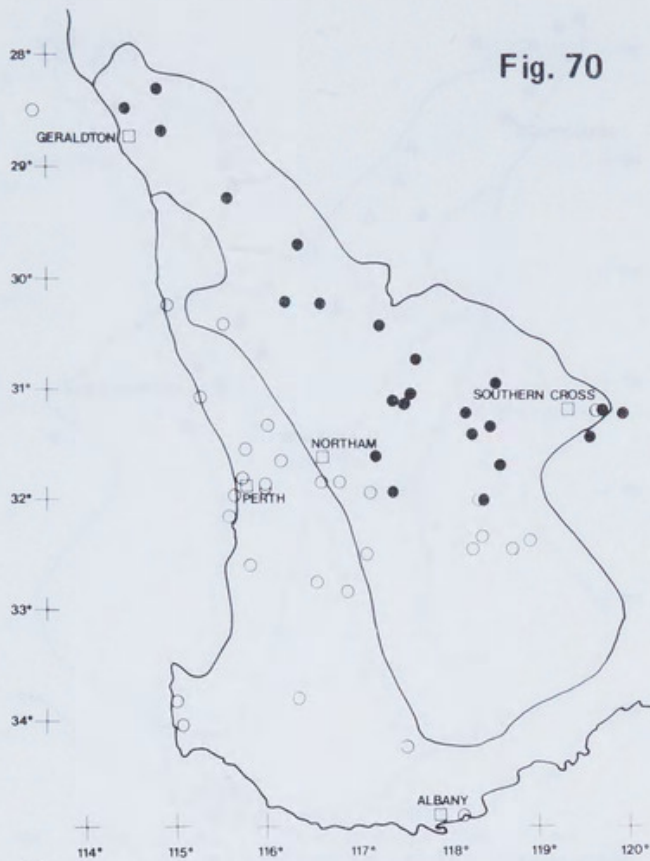 Fig. 70
28°
GERALDTON
29°
30°
31°
SOUTHERN CROSS
NORTHAM
32°
PERTH
33°
34°
ALBANY
114° 115° 116° 117° 118° 119° 120°